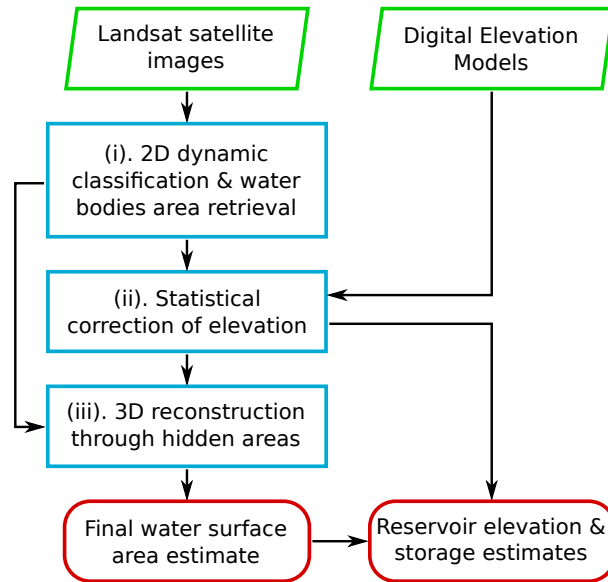 Landsat satellite
images
Digital Elevation
Models
(i). 2D dynamic
classification & water
bodies area retrieval
(ii). Statistical
correction of elevation
(iii). 3D reconstruction
through hidden areas
Final water surface
area estimate
Reservoir elevation &
storage estimates